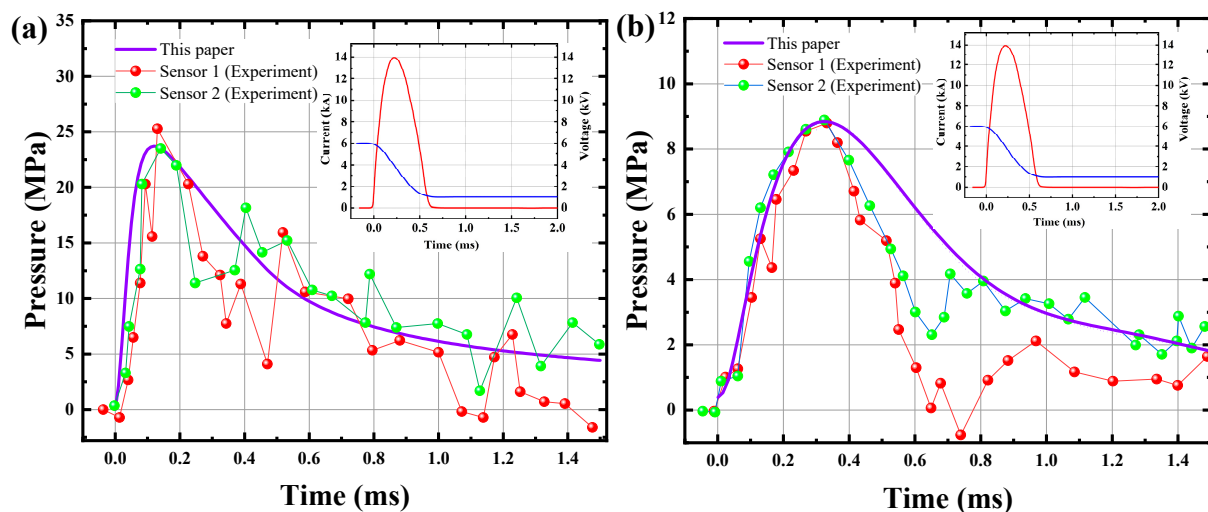 (a)
35
30
25
20
15
10
5
0
Pressure (MPa)
This paper
Sensor 1 (Experiment)
Sensor 2 (Experiment)
14
12
10
8
6
4
2
0
Current (kA)
14
12
10
8
6
4
2
0
Voltage (kV)
0.0 0.5 1.0 1.5 2.0
Time (ms)
0.0 0.2 0.4 0.6 0.8 1.0 1.2 1.4
Time (ms)
(b)
12
10
8
6
4
2
0
-2
Pressure (MPa)
This paper
Sensor 1 (Experiment)
Sensor 2 (Experiment)
14
12
10
8
6
4
2
0
Current (kA)
14
12
10
8
6
4
2
0
Voltage (kV)
0.0 0.5 1.0 1.5 2.0
Time (ms)
0.0 0.2 0.4 0.6 0.8 1.0 1.2 1.4
Time (ms)